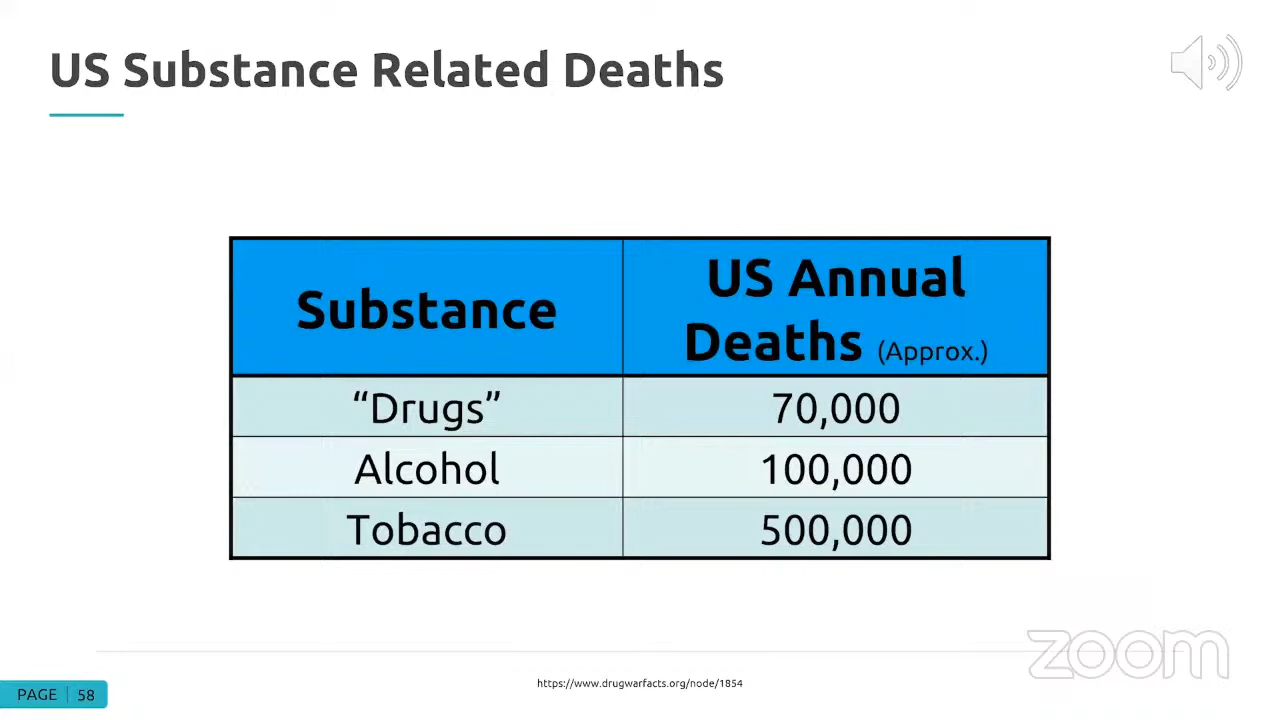 US Substance Related Deaths
Substance
US Annual
Deaths (Approx.)
“Drugs”
70,000
Alcohol
100,000
Tobacco
500,000
zoom
https://www.drugwarfacts.org/node/1854
PAGE 58